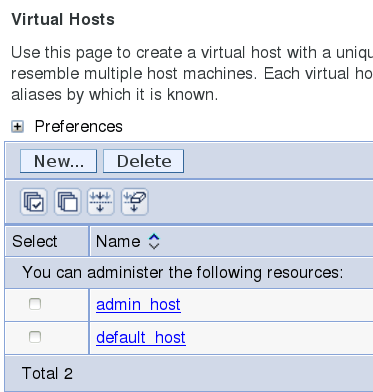 Virtual Hosts
Use this page to create a virtual host with a uniqu
resemble multiple host machines. Each virtual ho
aliases by which it is known.
Preferences
New... Delete
Select Name
You can administer the following resources:
admin_host
default_host
Total 2